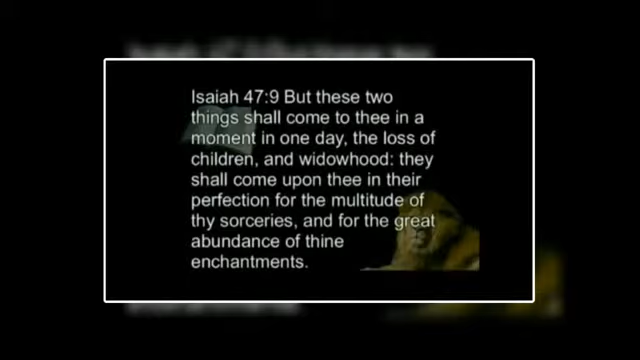 Isaiah 47:9 But these two
things shall come to thee in a
moment in one day, the loss of
children, and widowhood: they
shall come upon thee in their
perfection for the multitude of
thy sorceries, and for the great
abundance of thine
enchantments.